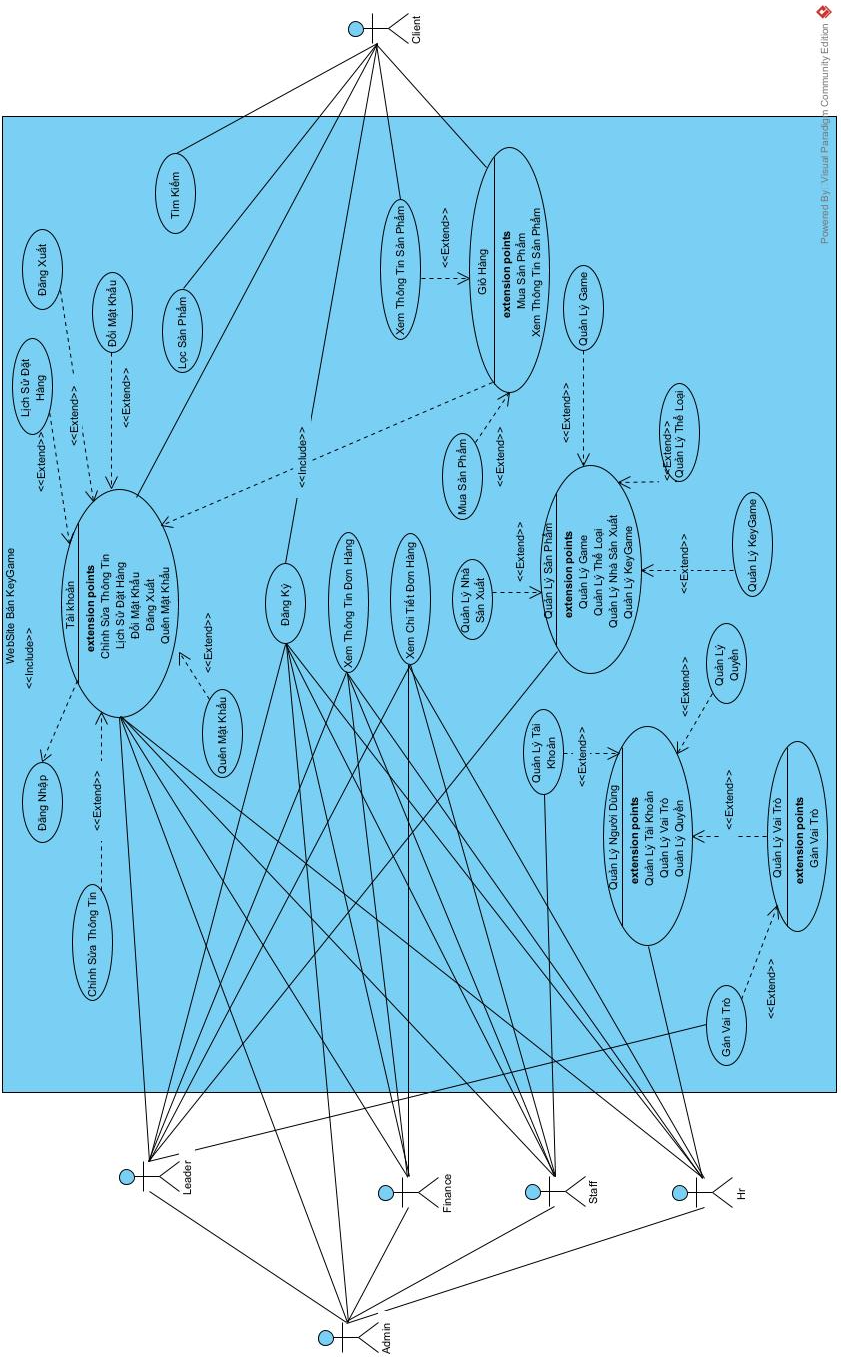 WebSite Bán KeyGame
Lịch Sử Đặt
Hàng
Đăng Xuất
Đổi Mật Khẩu
<<Extend>>
<<Extend>>
<<Extend>>
<<Include>>
Đăng Nhập
Tài khoản
extension points
Chỉnh Sửa Thông Tin
Lịch Sử Đặt Hàng
Đổi Mật Khẩu
Đăng Xuất
Quên Mật Khẩu
<<Extend>>
Chỉnh Sửa Thông Tin
<<Extend>>
Quên Mật Khẩu
Tìm Kiếm
Lọc Sản Phẩm
Client
<<Include>>
Đăng Ký
Xem Thông Tin Đơn Hàng
Xem Chi Tiết Đơn Hàng
Xem Thông Tin Sản Phẩm
<<Extend>>
Giỏ Hàng
extension points
Mua Sản Phẩm
Xem Thông Tin Sản Phẩm
Mua Sản Phẩm
<<Extend>>
Quản Lý Nhà
Sản Xuất
<<Extend>>
Quản Lý Game
<<Extend>>
Quản Lý Sản Phẩm
extension points
Quản Lý Game
Quản Lý Thể Loại
Quản Lý Nhà Sản Xuất
Quản Lý KeyGame
<<Extend>>
Quản Lý Thể Loại
<<Extend>>
Quản Lý KeyGame
Quản Lý Tài
Khoản
<<Extend>>
Quản Lý Người Dùng
extension points
Quản Lý Tài Khoản
Quản Lý Vai Trò
Quản Lý Quyền
<<Extend>>
Quản Lý
Quyền
<<Extend>>
Quản Lý Vai Trò
extension points
Gán Vai Trò
<<Extend>>
Gán Vai Trò
Leader
Finance
Staff
Hr
Admin
Powered By: Visual Paradigm Community Edition